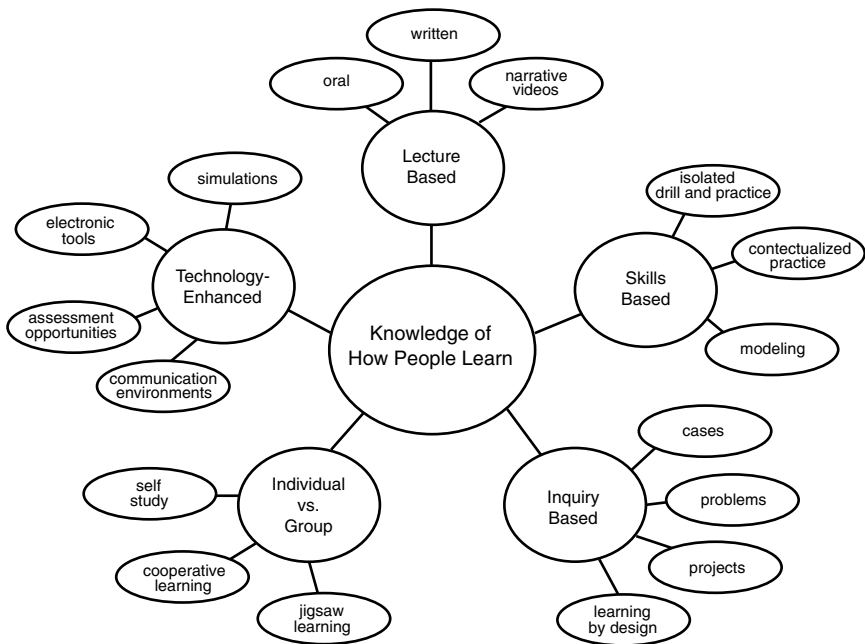 written
oral
narrative
videos
Lecture
Based
simulations
electronic
tools
Technology-
Enhanced
assessment
opportunities
communication
environments
isolated
drill and practice
contectualized
practice
Skills
Based
modeling
Knowledge of
How People Learn
cases
Inquiry
Based
problems
projects
learning
by design
Individual
vs.
Group
self
study
cooperative
learning
jigsaw
learning